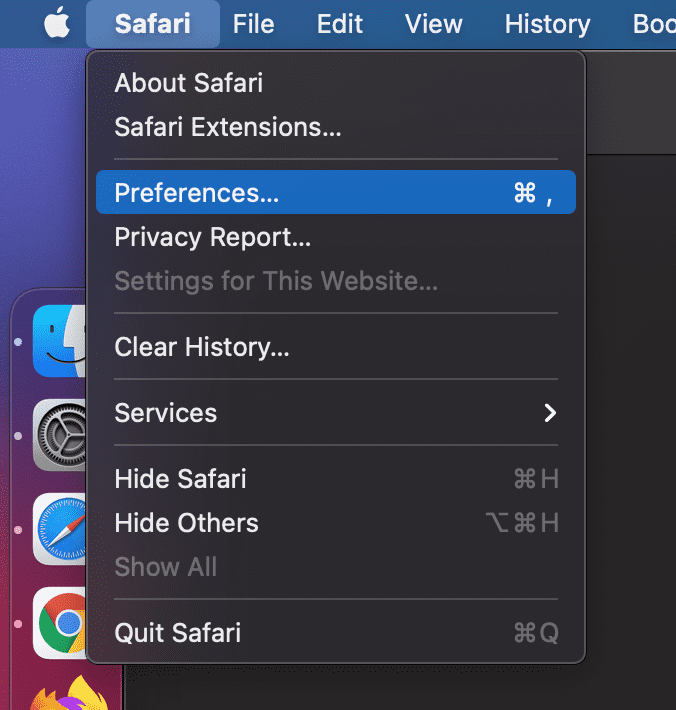 Safari File Edit View History Boo
About Safari
Safari Extensions...
Preferences... ⌘ ,
Privacy Report...
Settings for This Website...
Clear History...
Services
Hide Safari ⌘H
Hide Others ⌥⌘H
Show All
Quit Safari ⌘Q